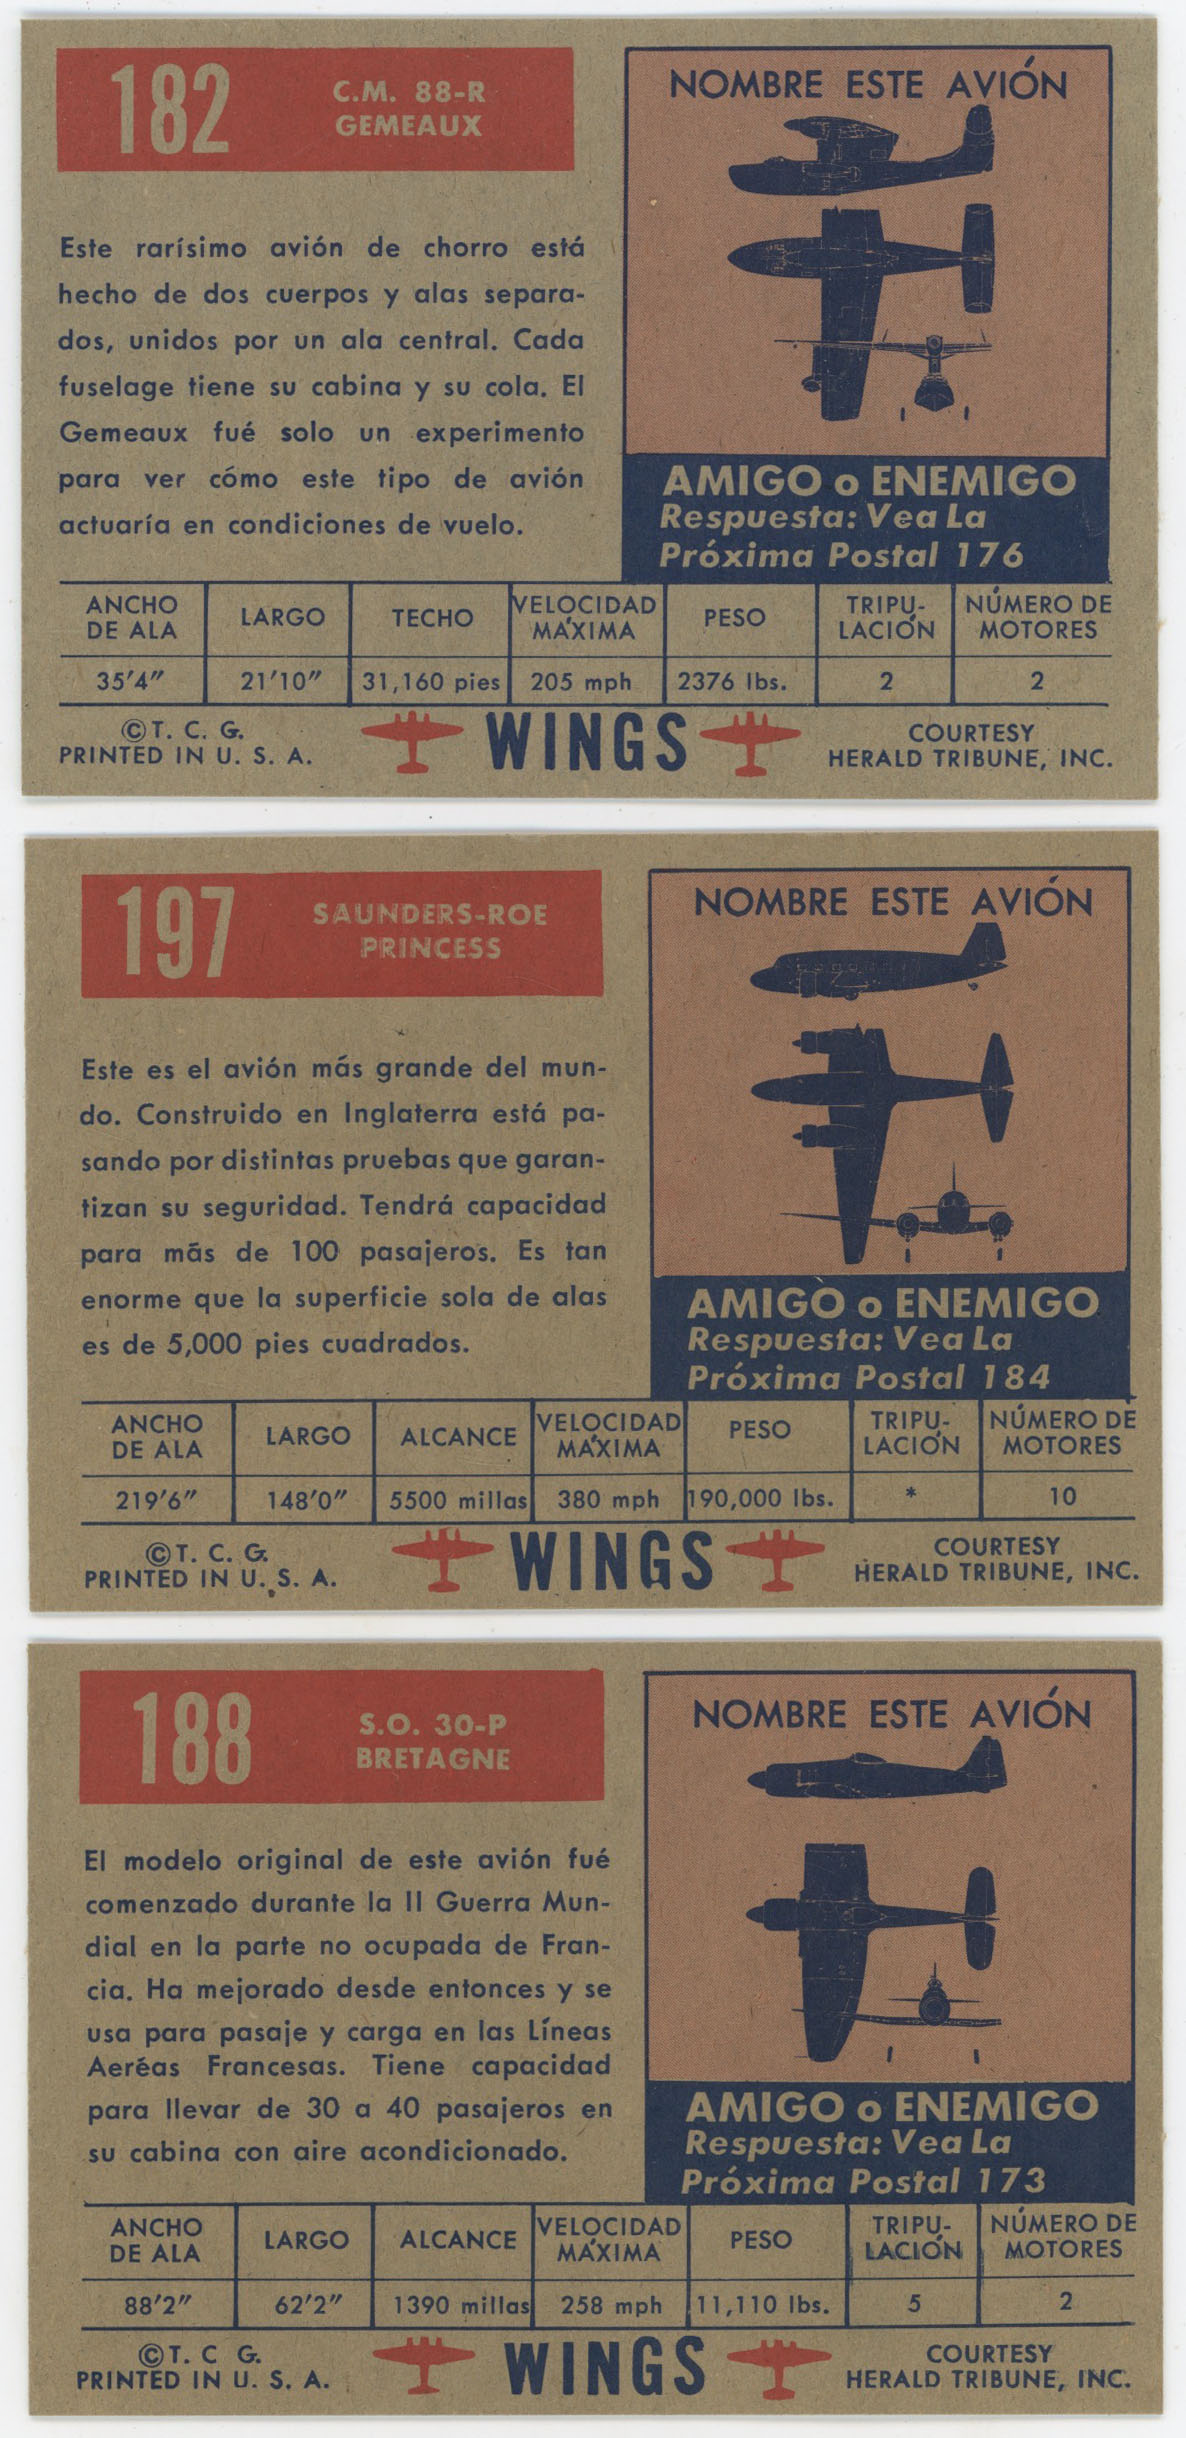 182
C.M. 88-R
GEMEAUX
Este rarísimo avión de chorro está
hecho de dos cuerpos y alas separa-
dos, unidos por un ala central. Cada
fuselage tiene su cabina y su cola. El
Gemeaux fué solo un experimento
para ver cómo este tipo de avión
actuaría en condiciones de vuelo.
NOMBRE ESTE AVIÓN
AMIGO o ENEMIGO
Respuesta: Vea La
Próxima Postal 176
ANCHO DE ALA LARGO TECHO VELOCIDAD MÁXIMA PESO TRIPU-LACIÓN NÚMERO DE MOTORES
35'4" 21'10" 31,160 pies 205 mph 2376 lbs. 2 2
©T. C. G.
PRINTED IN U. S. A.
WINGS
COURTESY
HERALD TRIBUNE, INC.
197
SAUNDERS-ROE
PRINCESS
Este es el avión más grande del mun-
do. Construido en Inglaterra está pa-
sando por distintas pruebas que garan-
tizan su seguridad. Tendrá capacidad
para más de 100 pasajeros. Es tan
enorme que la superficie sola de alas
es de 5,000 pies cuadrados.
NOMBRE ESTE AVIÓN
AMIGO o ENEMIGO
Respuesta: Vea La
Próxima Postal 184
ANCHO DE ALA LARGO ALCANCE VELOCIDAD MÁXIMA PESO TRIPU-LACIÓN NÚMERO DE MOTORES
219'6" 148'0" 5500 millas 380 mph 190,000 lbs. * 10
©T. C. G.
PRINTED IN U. S. A.
WINGS
COURTESY
HERALD TRIBUNE, INC.
188
S.O. 30-P
BRETAGNE
El modelo original de este avión fué
comenzado durante la II Guerra Mun-
dial en la parte no ocupada de Fran-
cia. Ha mejorado desde entonces y se
usa para pasaje y carga en las Líneas
Aeréas Francesas. Tiene capacidad
para llevar de 30 a 40 pasajeros en
su cabina con aire acondicionado.
NOMBRE ESTE AVIÓN
AMIGO o ENEMIGO
Respuesta: Vea La
Próxima Postal 173
ANCHO DE ALA LARGO ALCANCE VELOCIDAD MÁXIMA PESO TRIPU-LACIÓN NÚMERO DE MOTORES
88'2" 62'2" 1390 millas 258 mph 11,110 lbs. 5 2
©T. C G.
PRINTED IN U. S. A.
WINGS
COURTESY
HERALD TRIBUNE, INC.